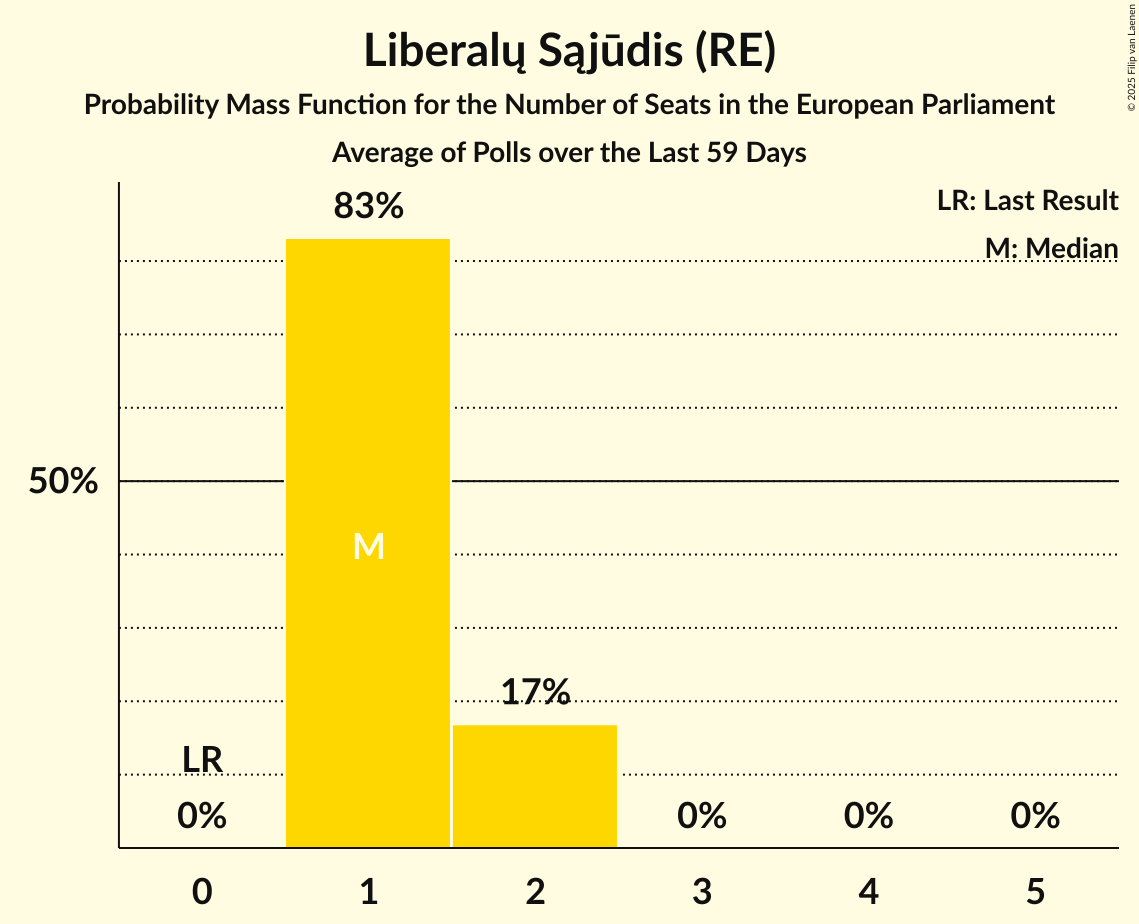 Liberalų Sąjūdis (RE)
Probability Mass Function for the Number of Seats in the European Parliament
Average of Polls over the Last 59 Days
© 2025 Filip van Laenen
LR: Last Result
M: Median
83%
50%
M
17%
LR
0%
0%
0%
0%
0
1
2
3
4
5